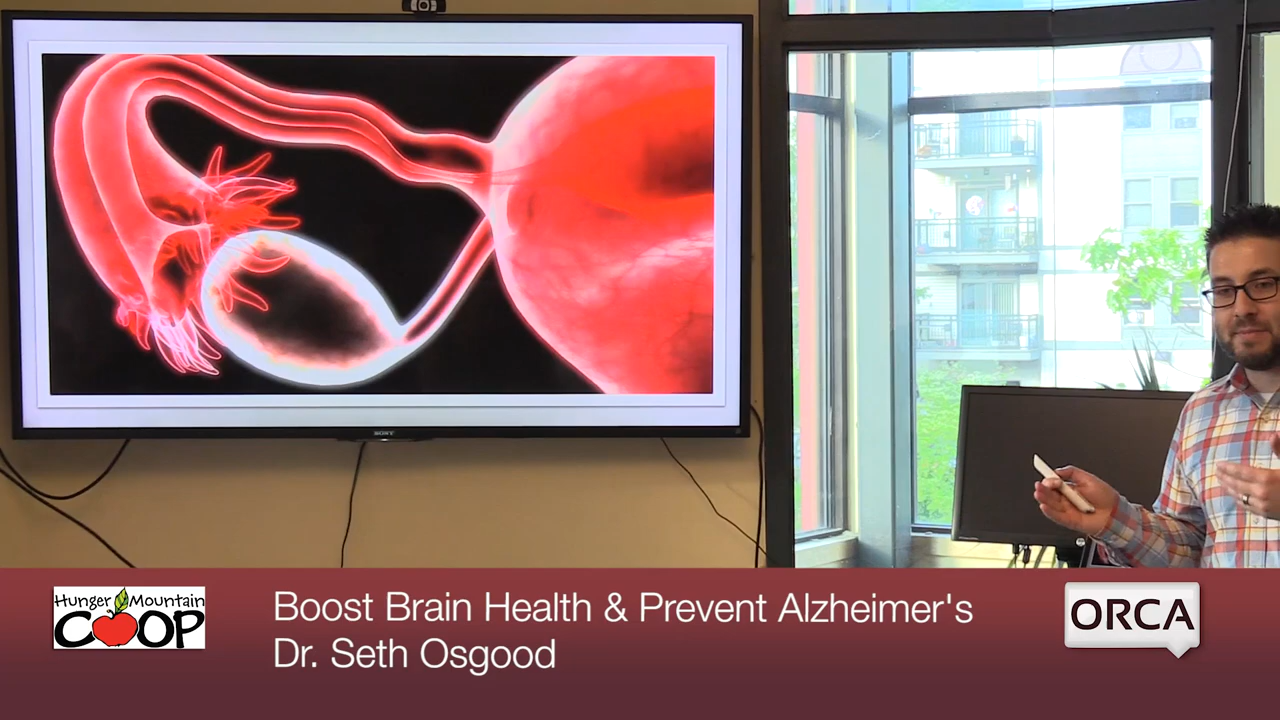 SONY
Hunger Mountain
COOP
Boost Brain Health & Prevent Alzheimer's
Dr. Seth Osgood
ORCA